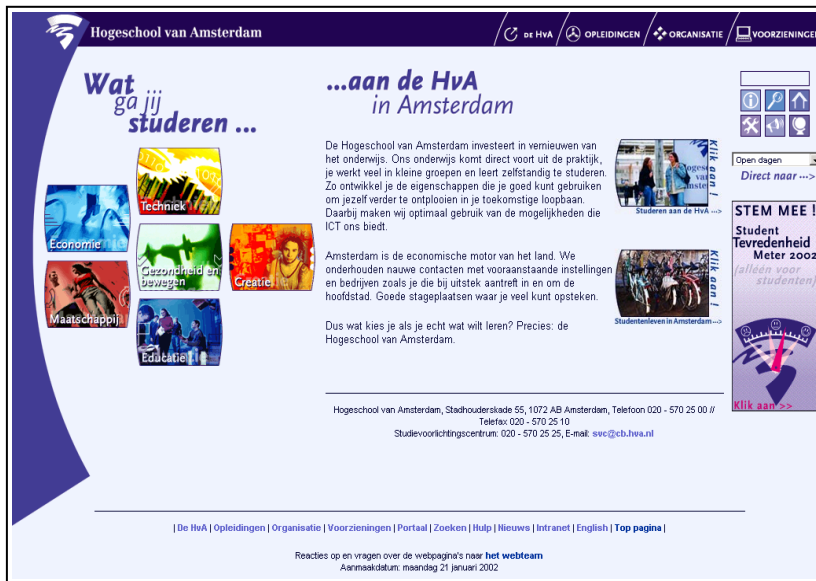 Hogeschool van Amsterdam
DE HvA
OPLEIDINGEN
ORGANISATIE
VOORZIENINGEN
Wat
ga jij
studeren ...
...aan de HvA
in Amsterdam
Techniek
Economie
Gezondheid en
bewegen
Creatie
Maatschappij
Educatie
De Hogeschool van Amsterdam investeert in vernieuwen van
het onderwijs. Ons onderwijs komt direct voort uit de praktijk,
je werkt veel in kleine groepen en leert zelfstandig te studeren.
Zo ontwikkel je de eigenschappen die je goed kunt gebruiken
om jezelf verder te ontplooien in je toekomstige loopbaan.
Daarbij maken wij optimaal gebruik van de mogelijkheden die
ICT ons biedt.
Amsterdam is de economische motor van het land. We
onderhouden nauwe contacten met vooraanstaande instellingen
en bedrijven zoals je die bij uitstek aantreft in en om de
hoofdstad. Goede stageplaatsen waar je veel kunt opsteken.
Dus wat kies je als je echt wat wilt leren? Precies: de
Hogeschool van Amsterdam.
Klik aan !
Studeren aan de HvA --->
Klik aan !
Studentenleven in Amsterdam --->
Open dagen
Direct naar --->
STEM MEE !
Student
Tevredenheid
Meter 2002
(alléén voor
studenten)
Klik aan >>
Hogeschool van Amsterdam, Stadhouderskade 55, 1072 AB Amsterdam, Telefoon 020 - 570 25 00 //
Telefax 020 - 570 25 10
Studievoorlichtingscentrum: 020 - 570 25 25, E-mail: svc@cb.hva.nl
| De HvA | Opleidingen | Organisatie | Voorzieningen | Portaal | Zoeken | Hulp | Nieuws | Intranet | English | Top pagina |
Reacties op en vragen over de webpagina's naar het webteam
Aanmaakdatum: maandag 21 januari 2002